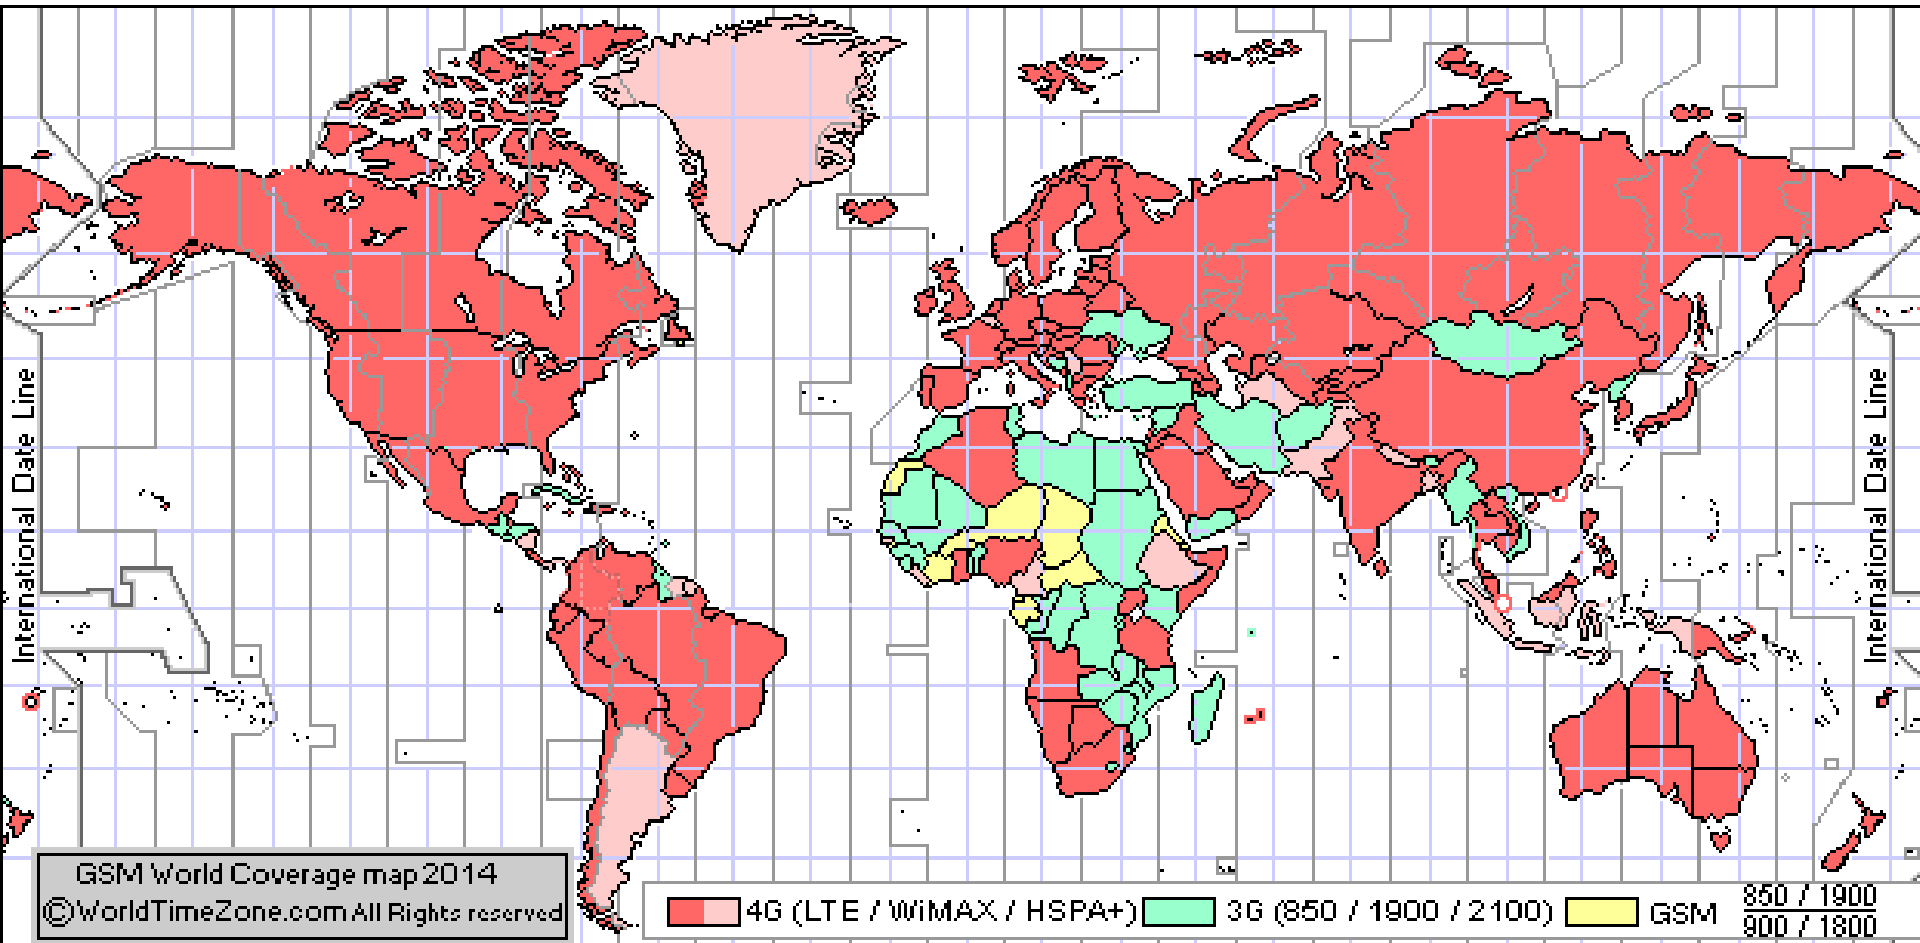 International Date Line
International Date Line
GSM World Coverage map 2014
©WorldTimeZone.com All Rights reserved
4G (LTE / WiMAX / HSPA+)
3G (850 / 1900 / 2100)
GSM
850 / 1900
900 / 1800